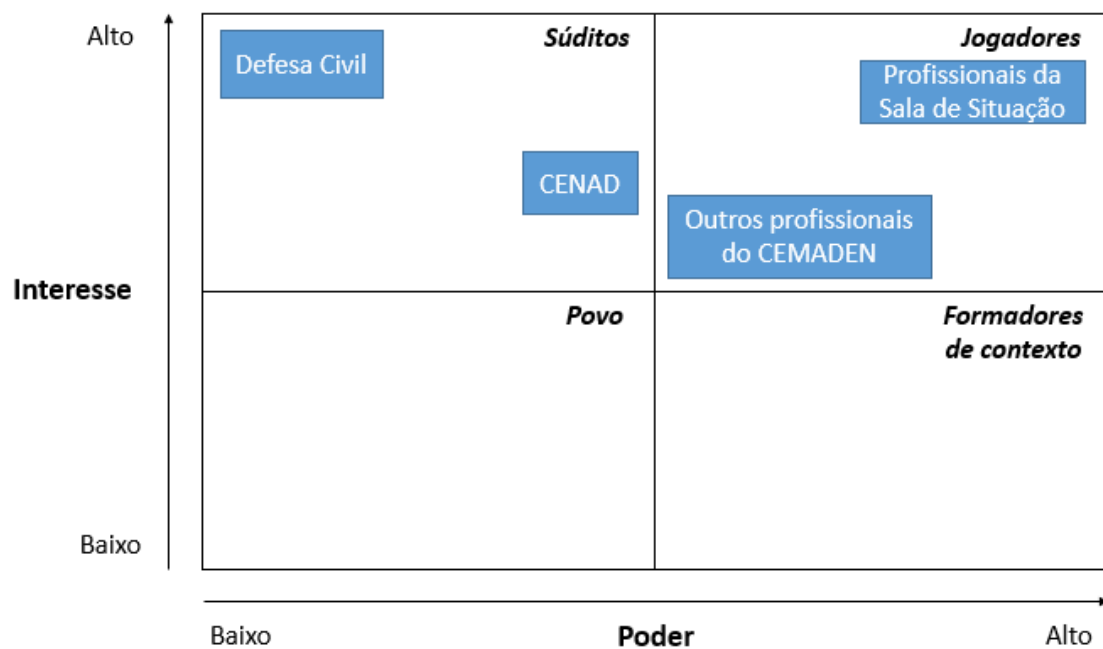 Alto
Súditos
Jogadores
Defesa Civil
Profissionais da
Sala de Situação
CENAD
Outros profissionais
do CEMADEN
Interesse
Povo
Formadores
de contexto
Baixo
Baixo
Poder
Alto